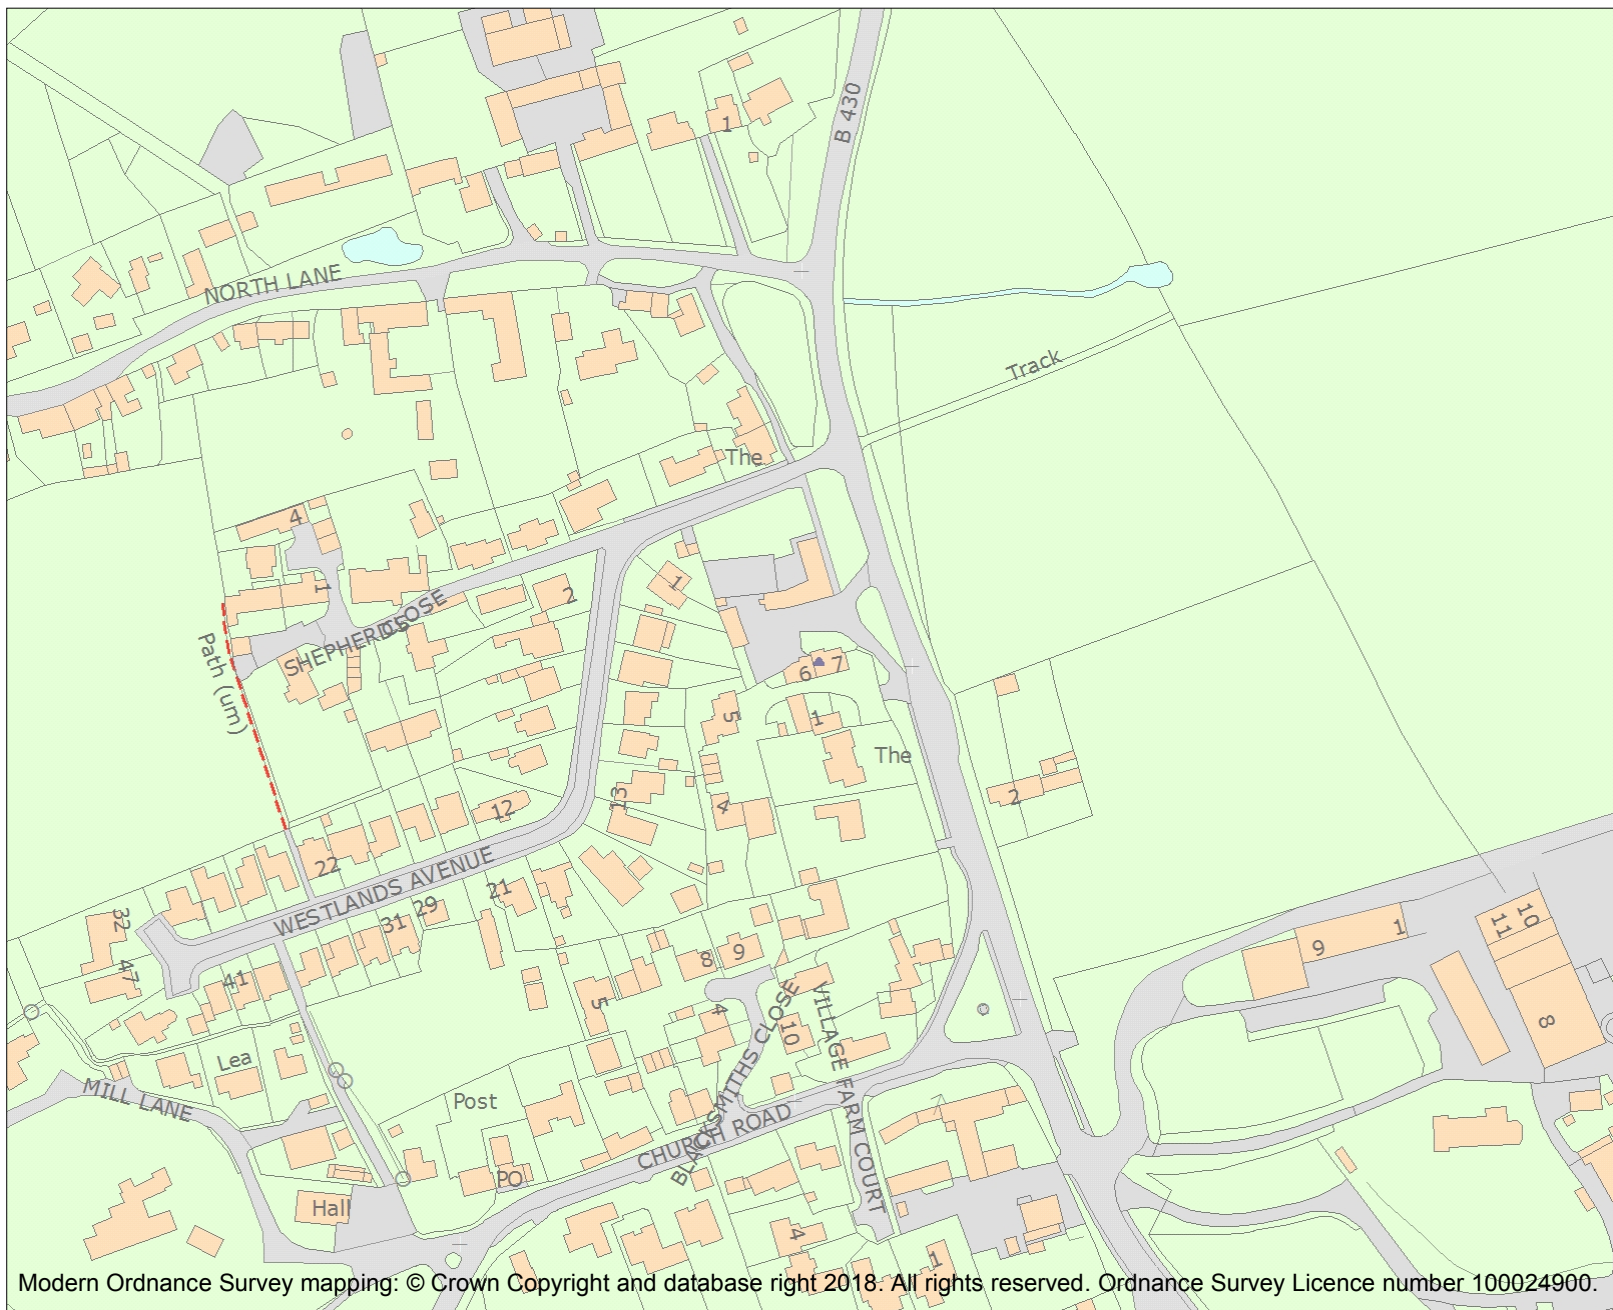 B 430
1
NORTH LANE
Track
The
4
1
SHEPHERDS
CLOSE
2
1
Path (um)
6
7
5
1
The
2
13
4
12
22
WESTLANDS AVENUE
21
29
31
32
47
41
9
8
5
4
10
BLACKSMITHS CLOSE
VILLAGE FARM COURT
9
1
10
11
8
Lea
MILL LANE
Post
CHURCH ROAD
PO
Hall
4
1
Modern Ordnance Survey mapping: © Crown Copyright and database right 2018. All rights reserved. Ordnance Survey Licence number 100024900.